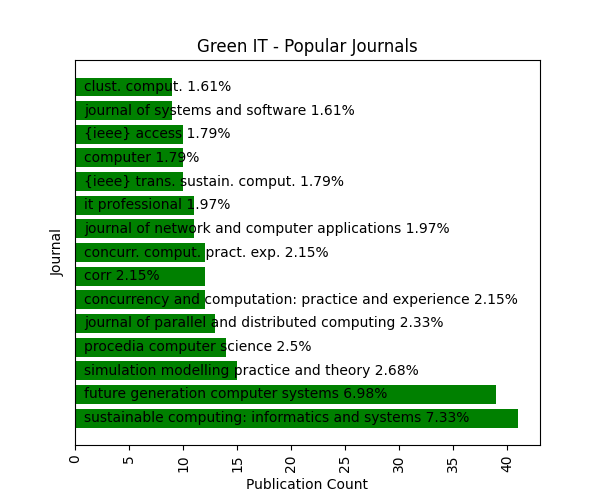 Green IT - Popular Journals
clust. comput. 1.61%
journal of systems and software 1.61%
{ieee} access 1.79%
computer 1.79%
{ieee} trans. sustain. comput. 1.79%
it professional 1.97%
journal of network and computer applications 1.97%
concurr. comput. pract. exp. 2.15%
corr 2.15%
concurrency and computation: practice and experience 2.15%
journal of parallel and distributed computing 2.33%
procedia computer science 2.5%
simulation modelling practice and theory 2.68%
future generation computer systems 6.98%
sustainable computing: informatics and systems 7.33%
Journal
0 5 10 15 20 25 30 35 40
Publication Count